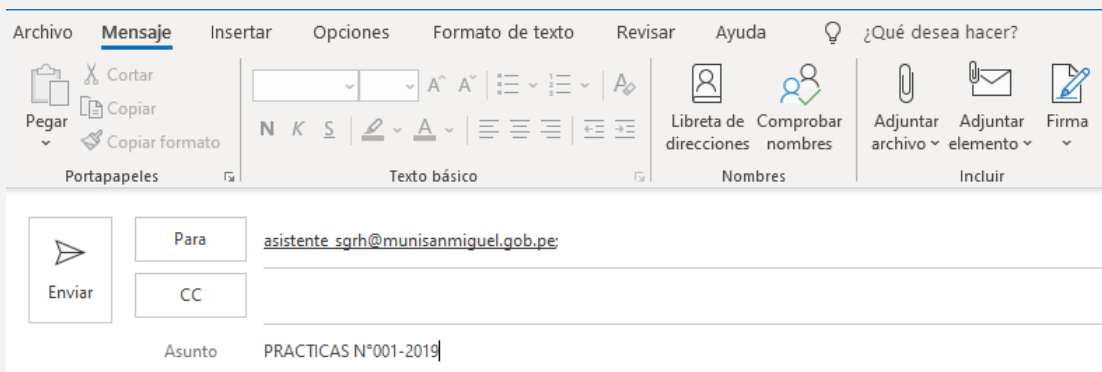 Archivo Mensaje Insertar Opciones Formato de texto Revisar Ayuda ¿Qué desea hacer?
Pegar
Cortar
Copiar
Copiar formato
Portapapeles
A^ A˅
N K S A
Texto básico
Libreta de direcciones
Comprobar nombres
Nombres
Adjuntar archivo
Adjuntar elemento
Firma
Incluir
Enviar
Para asistente_sgrh@munisanmiguel.gob.pe;
CC
Asunto PRACTICAS N°001-2019